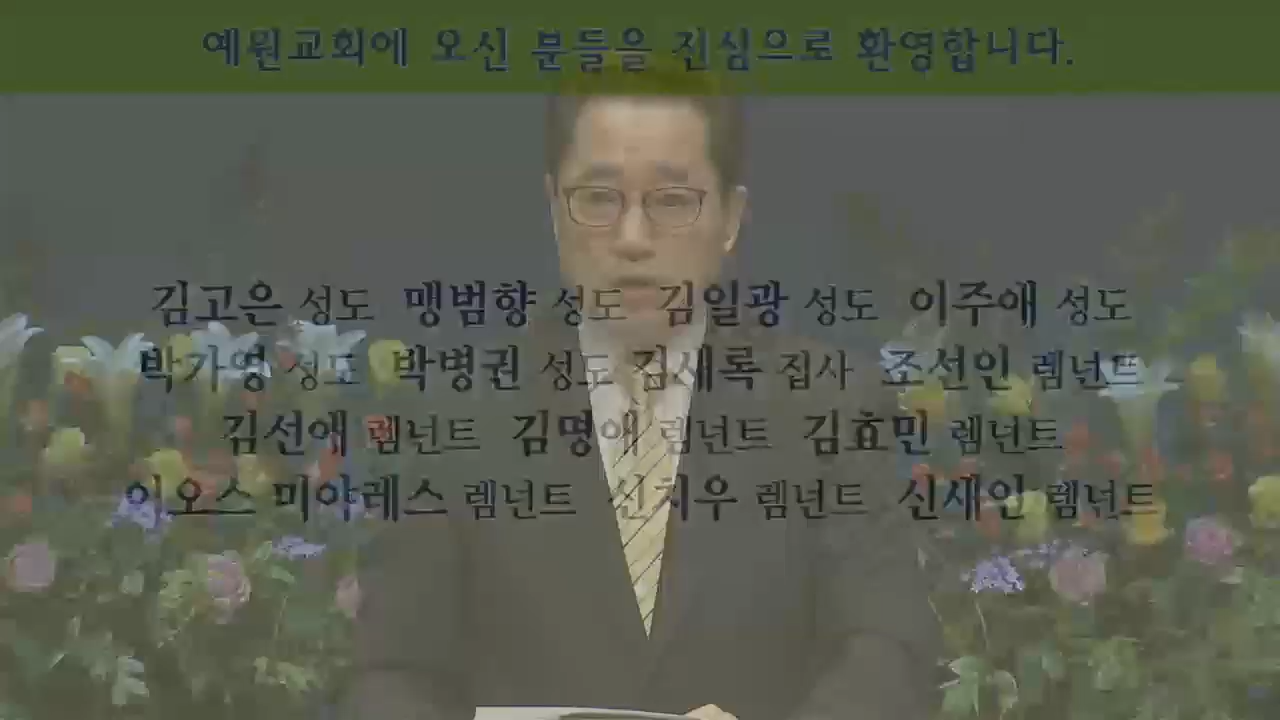 예원교회에 오신 분들을 진심으로 환영합니다.
김고은 성도 맹범향 성도 김일광 성도 이주애 성도
박가영 성도 박병권 성도 김새록 집사 조선인 렘넌트
김선애 렘넌트 김명애 렘넌트 김효민 렘넌트
이오스 미야레스 렘넌트 신치우 렘넌트 신새인 렘넌트